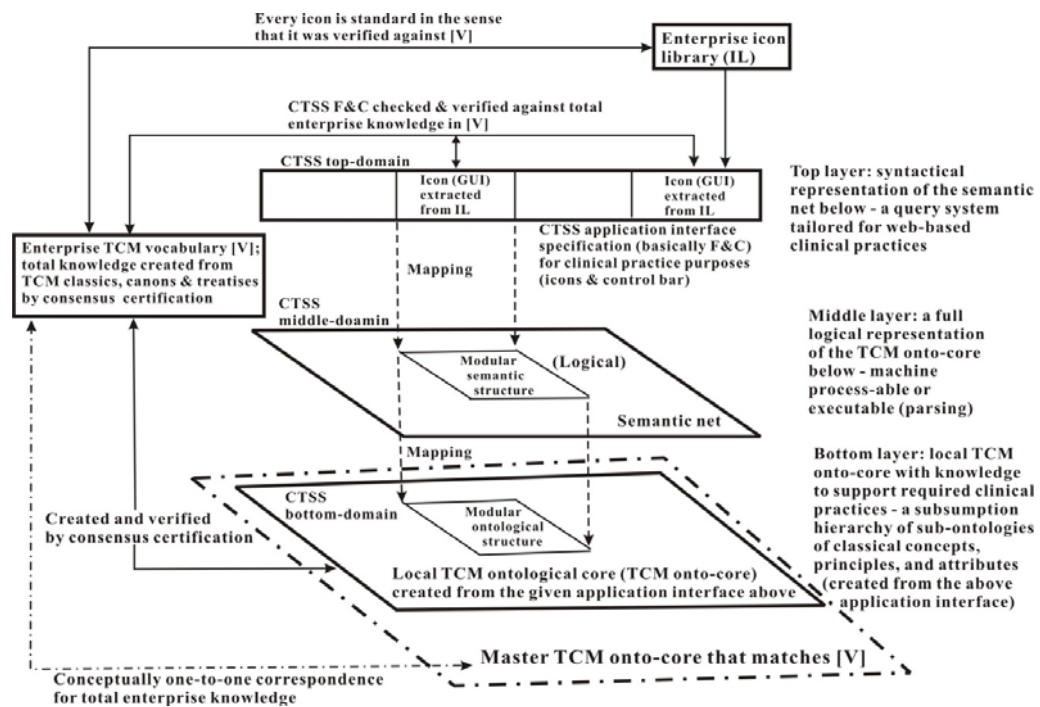 Every icon is standard in the sense
that it was verified against [V]
Enterprise icon
library (IL)
CTSS F&C checked & verified against total
enterprise knowledge in [V]
CTSS top-domain
Icon (GUI)
extracted
from IL
Icon (GUI)
extracted
from IL
Top layer: syntactical
representation of the semantic
net below - a query system
tailored for web-based
clinical practices
Enterprise TCM vocabulary [V];
total knowledge created from
TCM classics, canons & treatises
by consensus certification
Mapping
CTSS application interface
specification (basically F&C)
for clinical practice purposes
(icons & control bar)
CTSS
middle-doamin
Modular
semantic
structure
(Logical)
Semantic net
Middle layer: a full
logical representation
of the TCM onto-core
below - machine
process-able or
executable (parsing)
Mapping
CTSS
bottom-domain
Modular
ontological
structure
Created and verified
by consensus certification
Local TCM ontological core (TCM onto-core)
created from the given application interface above
Bottom layer: local TCM
onto-core with knowledge
to support required clinical
practices - a subsumption
hierarchy of sub-ontologies
of classical concepts,
principles, and attributes
(created from the above
application interface)
Master TCM onto-core that matches [V]
Conceptually one-to-one correspondence
for total enterprise knowledge